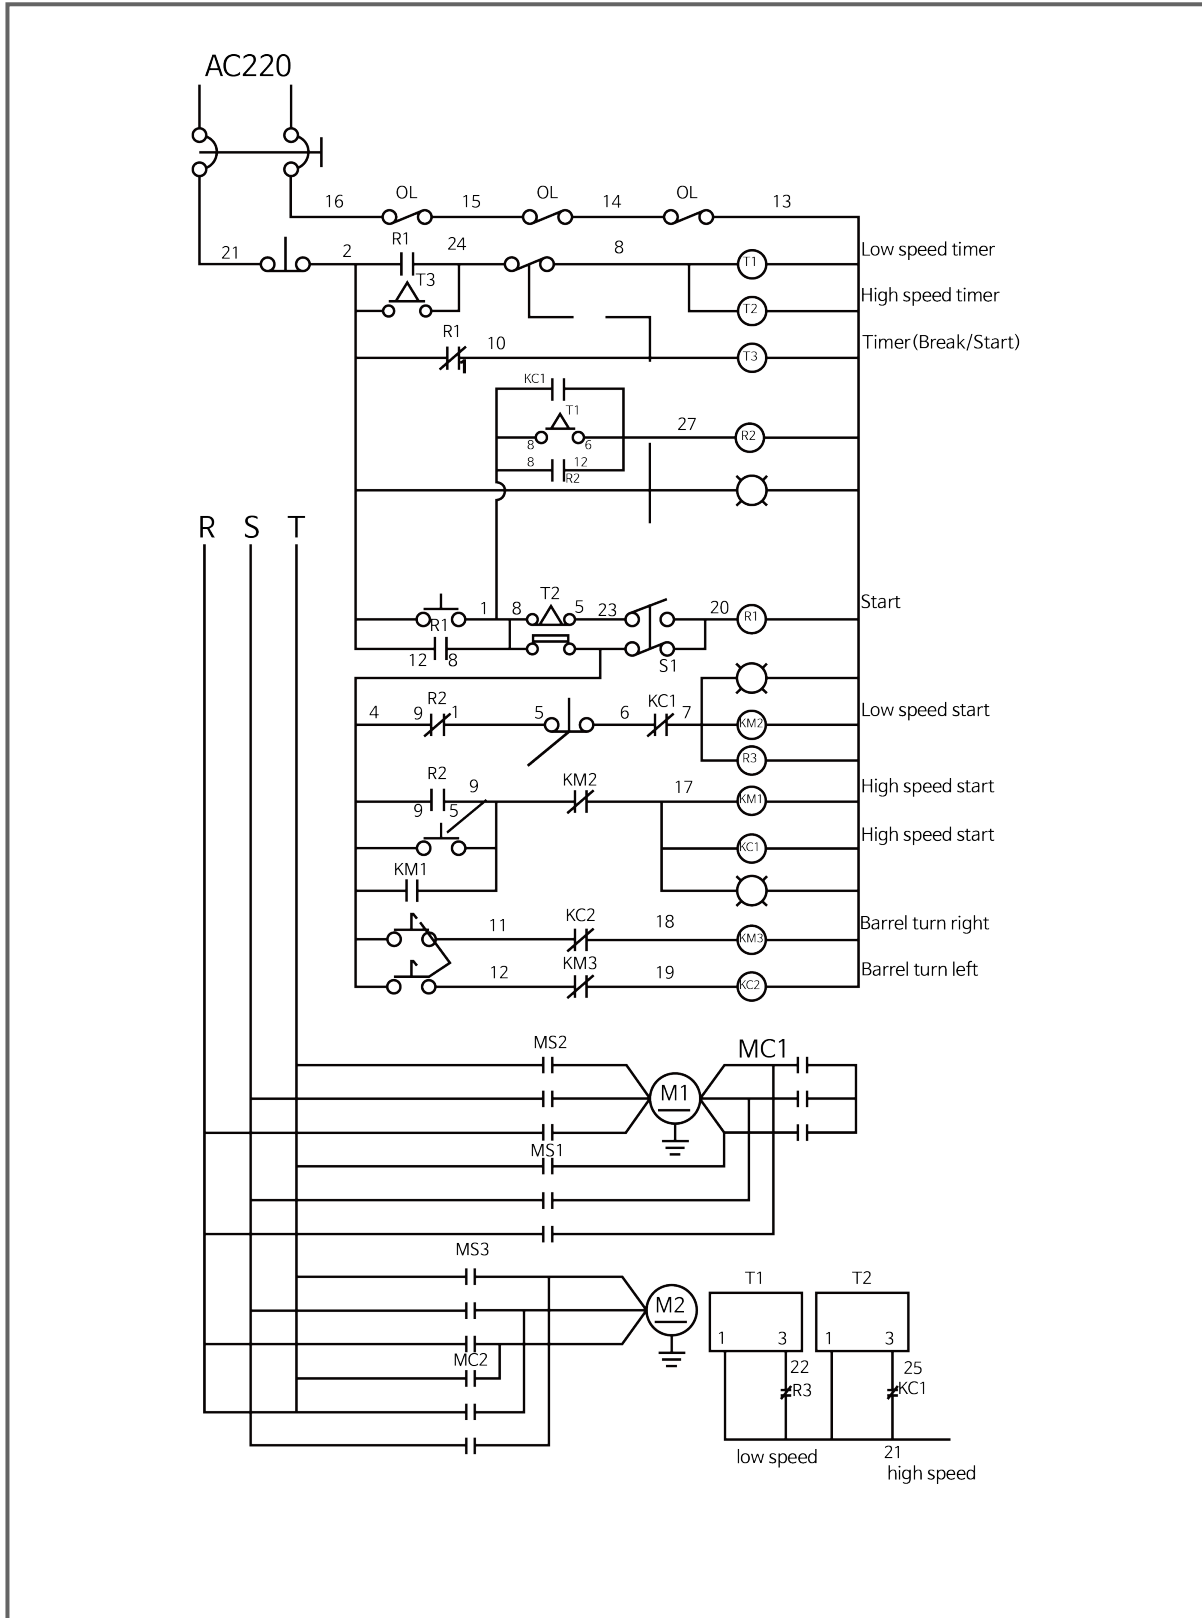 AC220
OL OL OL
16 15 14 13
21 2 R1 24 8 Low speed timer
T1
T3
High speed timer
T2
R1 10 Timer(Break/Start)
T3
KC1
T1
27
R2
8 6
8 12
R2
R S T
T2
1 8 5 23 20 Start
R1
R1
12 8 S1
R2 KC1
4 9 1 5 6 7 Low speed start
KM2
R3
R2 9 KM2 17 High speed start
KM1
9 5
High speed start
KC1
KM1
11 KC2 18 Barrel turn right
KM3
12 KM3 19 Barrel turn left
KC2
MS2 MC1
M1
MS1
MS3
T1 T2
M2
1 3 1 3
MC2 22 25
R3 KC1
low speed 21
high speed